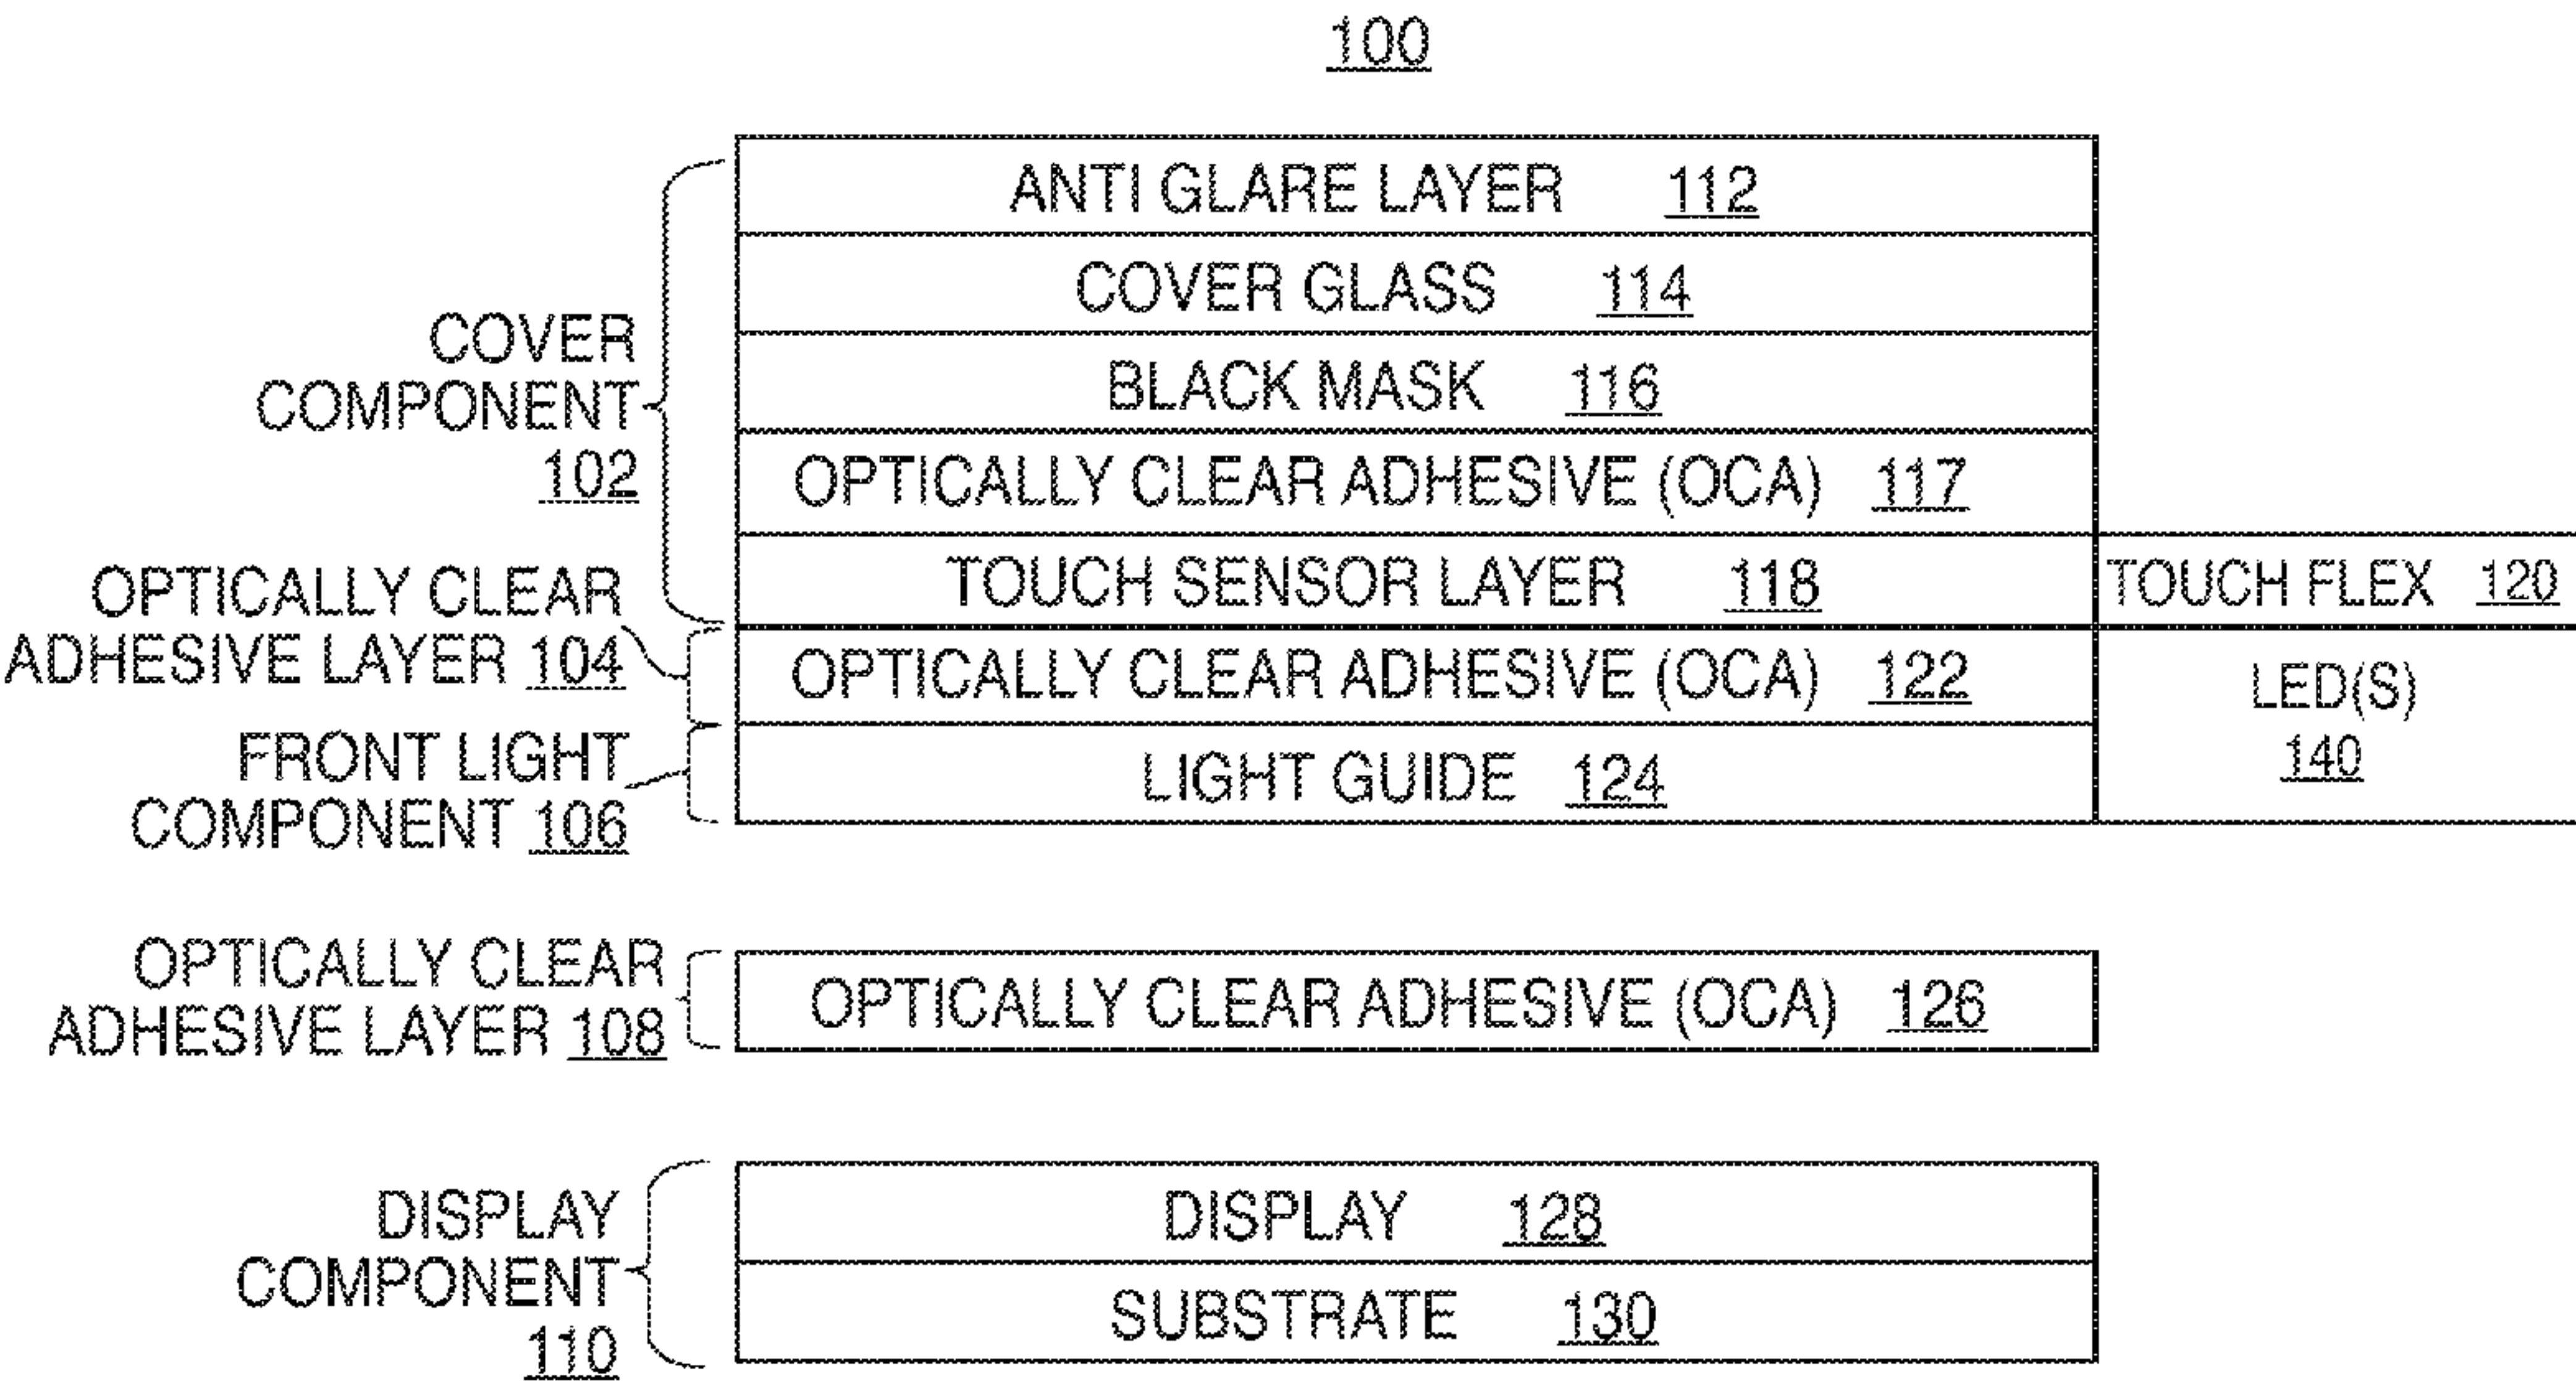 100
ANTI GLARE LAYER 112
COVER GLASS 114
BLACK MASK 116
OPTICALLY CLEAR ADHESIVE (OCA) 117
TOUCH SENSOR LAYER 118
TOUCH FLEX 120
COVER
COMPONENT
102
OPTICALLY CLEAR
ADHESIVE LAYER 104
OPTICALLY CLEAR ADHESIVE (OCA) 122
LED(S)
140
FRONT LIGHT
COMPONENT 106
LIGHT GUIDE 124
OPTICALLY CLEAR
ADHESIVE LAYER 108
OPTICALLY CLEAR ADHESIVE (OCA) 126
DISPLAY
COMPONENT
110
DISPLAY 128
SUBSTRATE 130